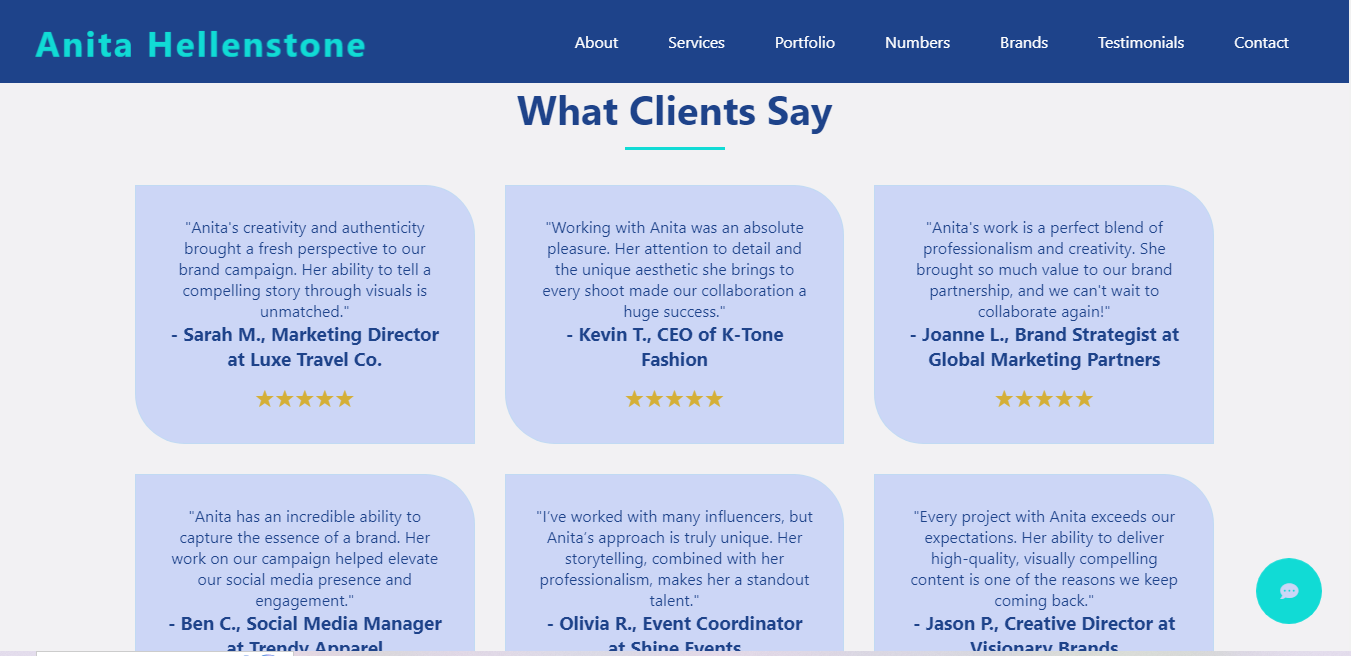 Anita Hellenstone
About Services Portfolio Numbers Brands Testimonials Contact
What Clients Say
"Anita's creativity and authenticity
brought a fresh perspective to our
brand campaign. Her ability to tell a
compelling story through visuals is
unmatched."
- Sarah M., Marketing Director
at Luxe Travel Co.
★★★★★
"Working with Anita was an absolute
pleasure. Her attention to detail and
the unique aesthetic she brings to
every shoot made our collaboration a
huge success."
- Kevin T., CEO of K-Tone
Fashion
★★★★★
"Anita's work is a perfect blend of
professionalism and creativity. She
brought so much value to our brand
partnership, and we can't wait to
collaborate again!"
- Joanne L., Brand Strategist at
Global Marketing Partners
★★★★★
"Anita has an incredible ability to
capture the essence of a brand. Her
work on our campaign helped elevate
our social media presence and
engagement."
- Ben C., Social Media Manager
at Trendy Apparel
"I’ve worked with many influencers, but
Anita’s approach is truly unique. Her
storytelling, combined with her
professionalism, makes her a standout
talent."
- Olivia R., Event Coordinator
at Shine Events
"Every project with Anita exceeds our
expectations. Her ability to deliver
high-quality, visually compelling
content is one of the reasons we keep
coming back."
- Jason P., Creative Director at
Visionary Brands